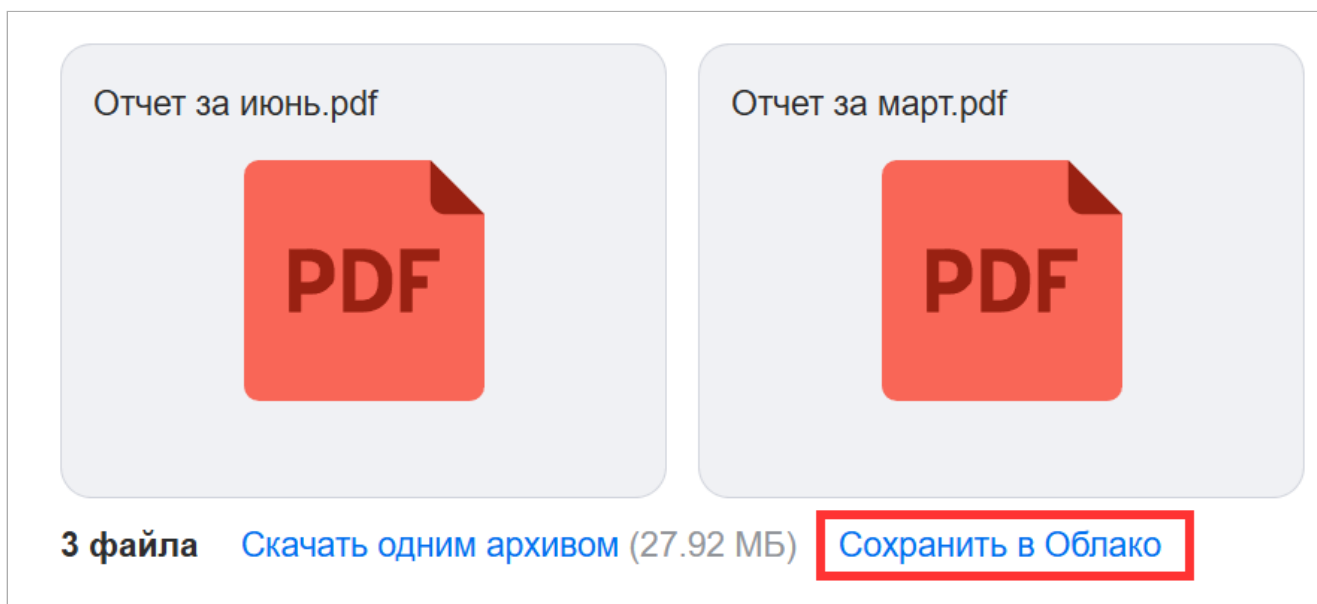 Отчет за июнь.pdf
Отчет за март.pdf
PDF
PDF
3 файла Скачать одним архивом (27.92 МБ) Сохранить в Облако